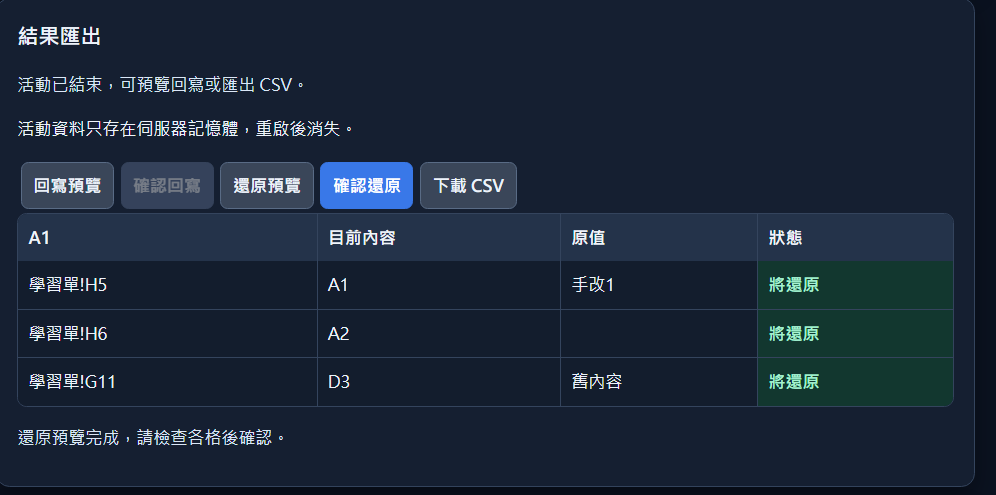 結果匯出
活動已結束，可預覽回寫或匯出 CSV。
活動資料只存在伺服器記憶體，重啟後消失。
回寫預覽 確認回寫 還原預覽 確認還原 下載 CSV
A1 目前內容 原值 狀態
學習單!H5 A1 手改1 將還原
學習單!H6 A2 將還原
學習單!G11 D3 舊內容 將還原
還原預覽完成，請檢查各格後確認。